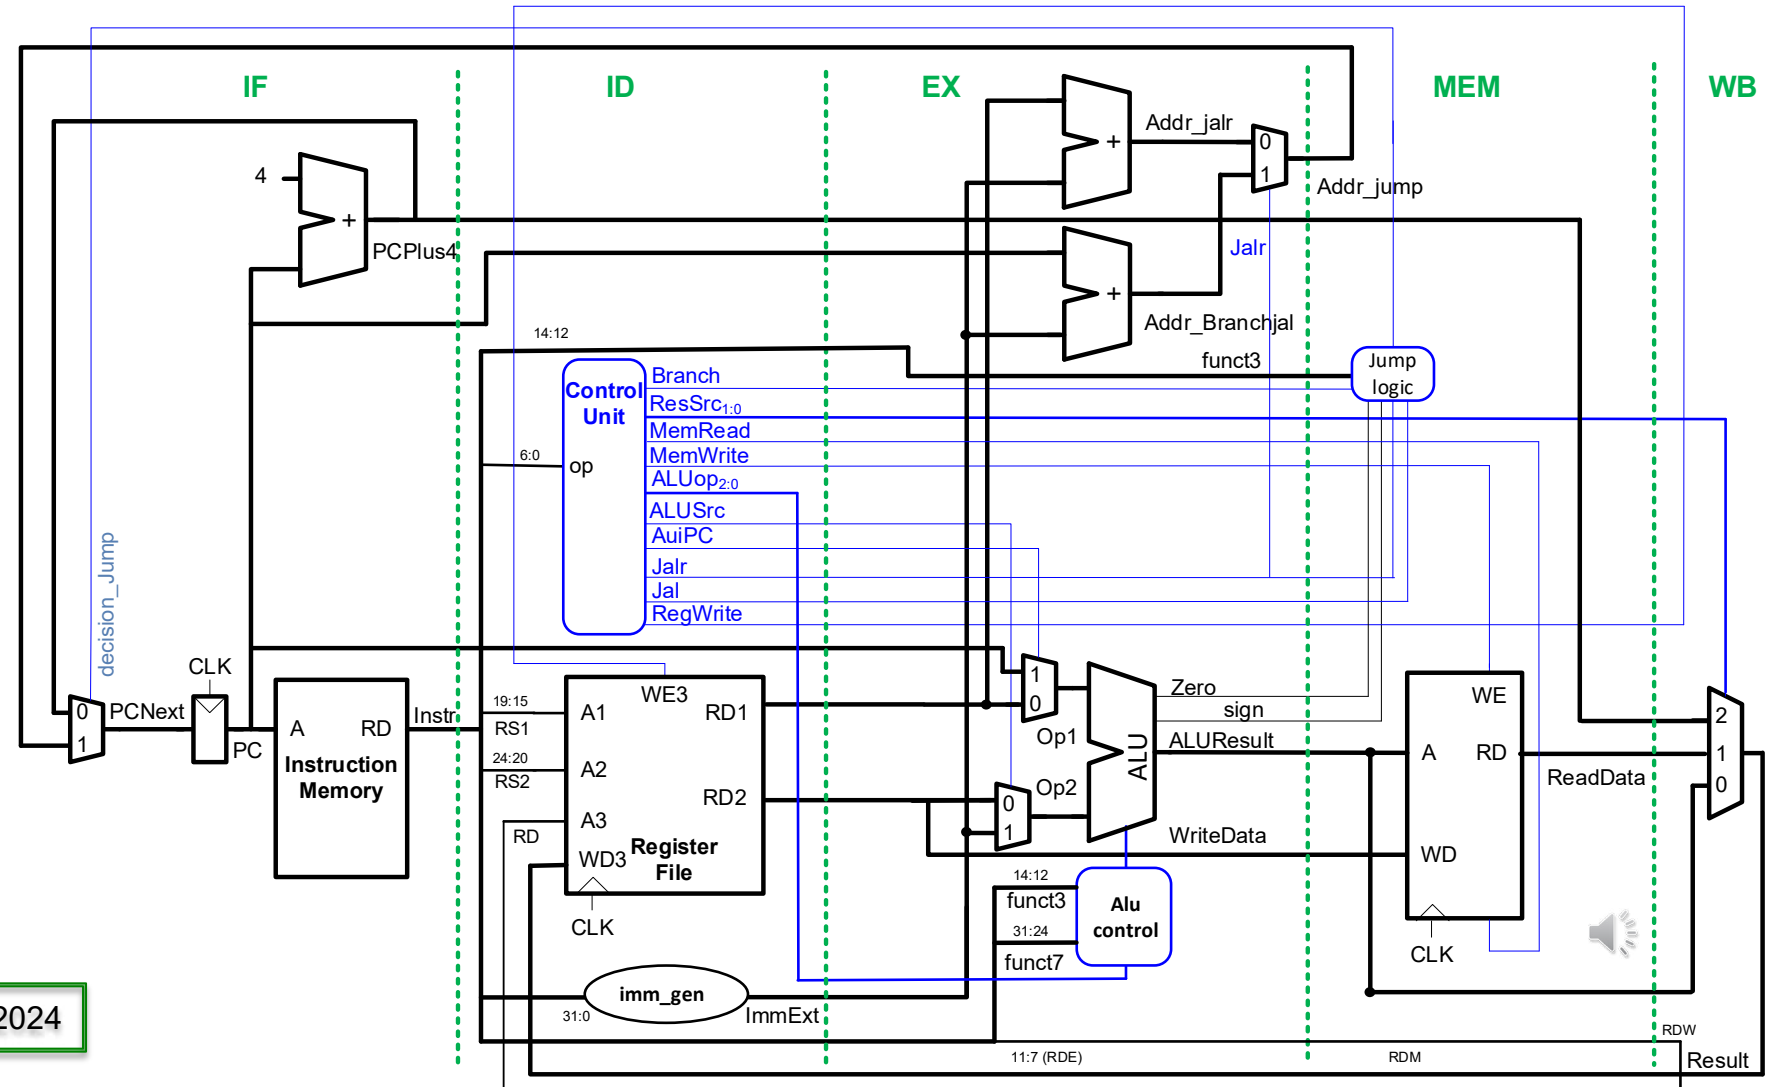 IF
ID
EX
MEM
WB
4
+
PCPlus4
+
Addr_jalr
0
1
Addr_jump
Jalr
+
Addr_Branchjal
14:12
funct3
Jump
logic
Control
Unit
op
6:0
Branch
ResSrc1:0
MemRead
MemWrite
ALUop2:0
ALUSrc
AuiPC
Jalr
Jal
RegWrite
decision_Jump
CLK
0
1
PCNext
PC
A
RD
Instruction
Memory
Instr
19:15
RS1
24:20
RS2
RD
WE3
A1
RD1
A2
RD2
A3
WD3
Register
File
CLK
1
0
Op1
0
1
Op2
ALU
Zero
sign
ALUResult
WriteData
14:12
funct3
31:24
funct7
Alu
control
WE
A
RD
WD
CLK
ReadData
2
1
0
imm_gen
31:0
ImmExt
2024
11:7 (RDE)
RDM
RDW
Result